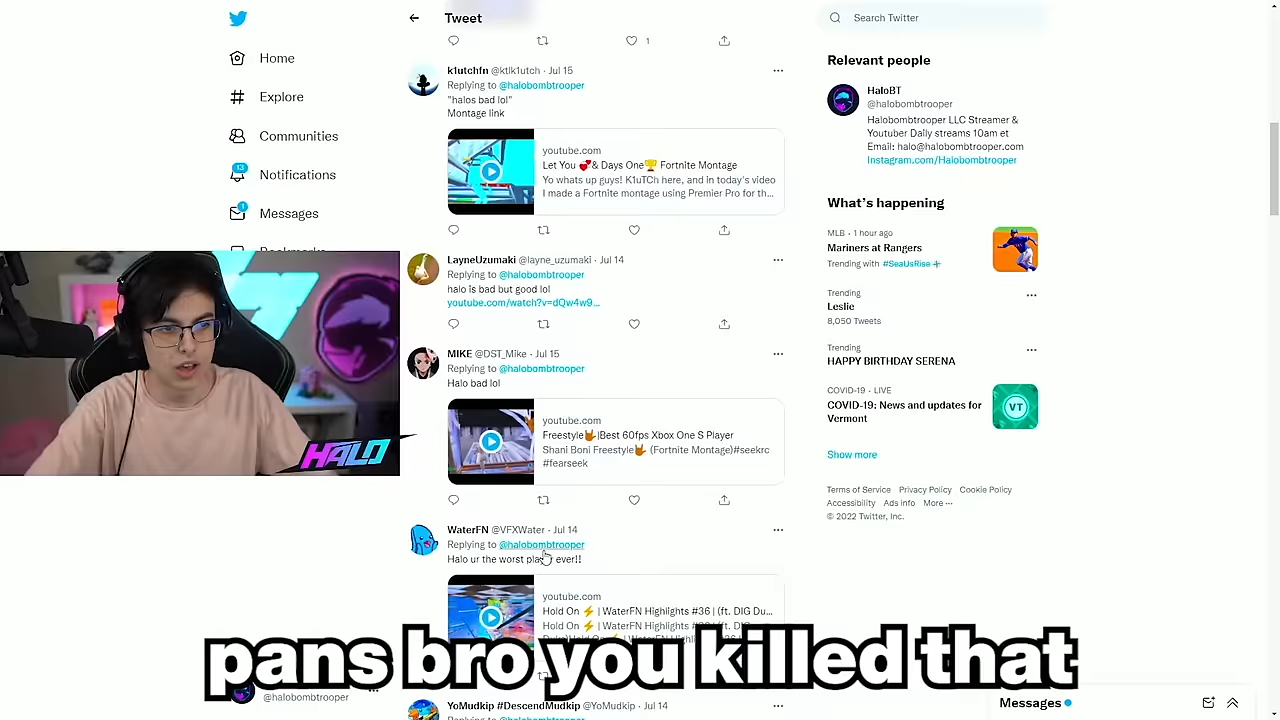 Tweet
Search Twitter
Home
Explore
Communities
13
Notifications
1
Messages
1
k1utchfn @ktlk1utch · Jul 15
Replying to @halobombtrooper
"halos bad lol"
Montage link
youtube.com
Let You 💞& Days One🏆 Fortnite Montage
Yo whats up guys! K1uTCh here, and in today's video
I made a Fortnite montage using Premier Pro for th...
LayneUzumaki @layne_uzumaki · Jul 14
Replying to @halobombtrooper
halo is bad but good lol
youtube.com/watch?v=dQw4w9...
MIKE @DST_Mike · Jul 15
Replying to @halobombtrooper
Halo bad lol
youtube.com
Freestyle🤘|Best 60fps Xbox One S Player
Shani Boni Freestyle🤘 (Fortnite Montage)#seekrc
#fearseek
WaterFN @VFXWater · Jul 14
Replying to @halobombtrooper
Halo ur the worst player ever!!
youtube.com
Hold On ⚡ | WaterFN Highlights #36 | (ft. DIG Du...
YoMudkip #DescendMudkip @YoMudkip · Jul 14
Relevant people
HaloBT
@halobombtrooper
Halobombtrooper LLC Streamer &
Youtuber Daily streams 10am et
Email: halo@halobombtrooper.com
Instagram.com/Halobombtrooper
What's happening
MLB · 1 hour ago
Mariners at Rangers
Trending with #SeaUsRise
Trending
Leslie
8,050 Tweets
Trending
HAPPY BIRTHDAY SERENA
COVID-19 · LIVE
COVID-19: News and updates for
Vermont
VT
Show more
Terms of Service Privacy Policy Cookie Policy
Accessibility Ads info More ···
© 2022 Twitter, Inc.
HALO
pans bro you killed that
@halobombtrooper
Messages